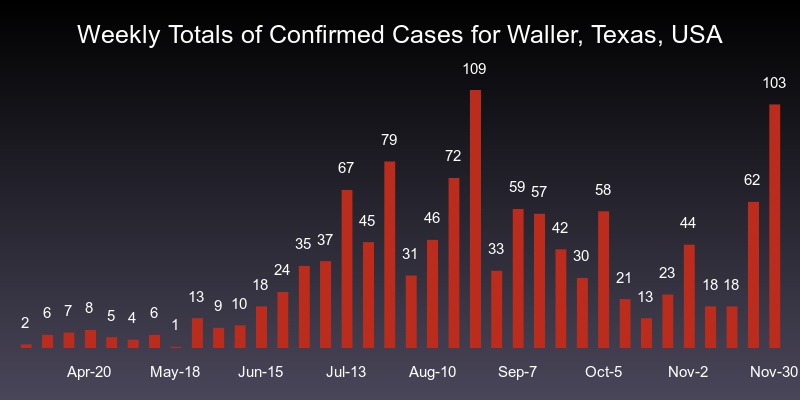 Weekly Totals of Confirmed Cases for Waller, Texas, USA
2 6 7 8 5 4 6 1 13 9 10 18 24 35 37 67 45 79 31 46 72 109 33 59 57 42 30 58 21 13 23 44 18 18 62 103
Apr-20 May-18 Jun-15 Jul-13 Aug-10 Sep-7 Oct-5 Nov-2 Nov-30